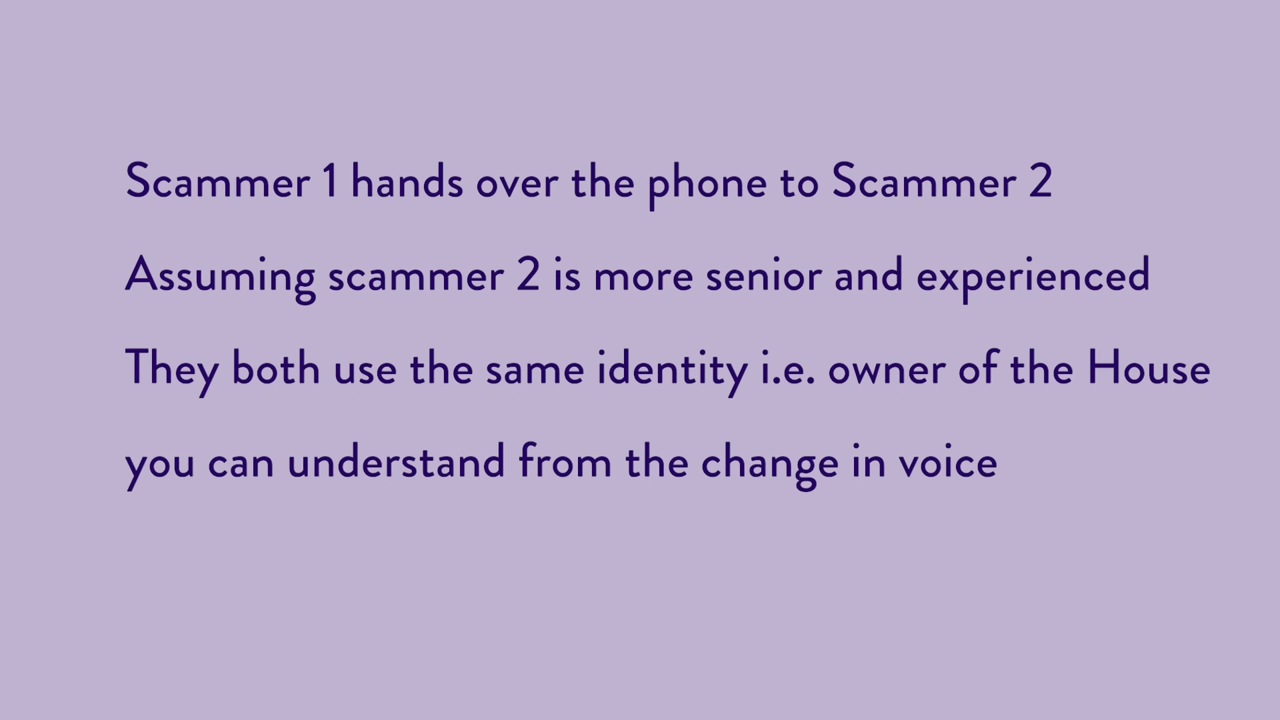 Scammer 1 hands over the phone to Scammer 2
Assuming scammer 2 is more senior and experienced
They both use the same identity i.e. owner of the House
you can understand from the change in voice